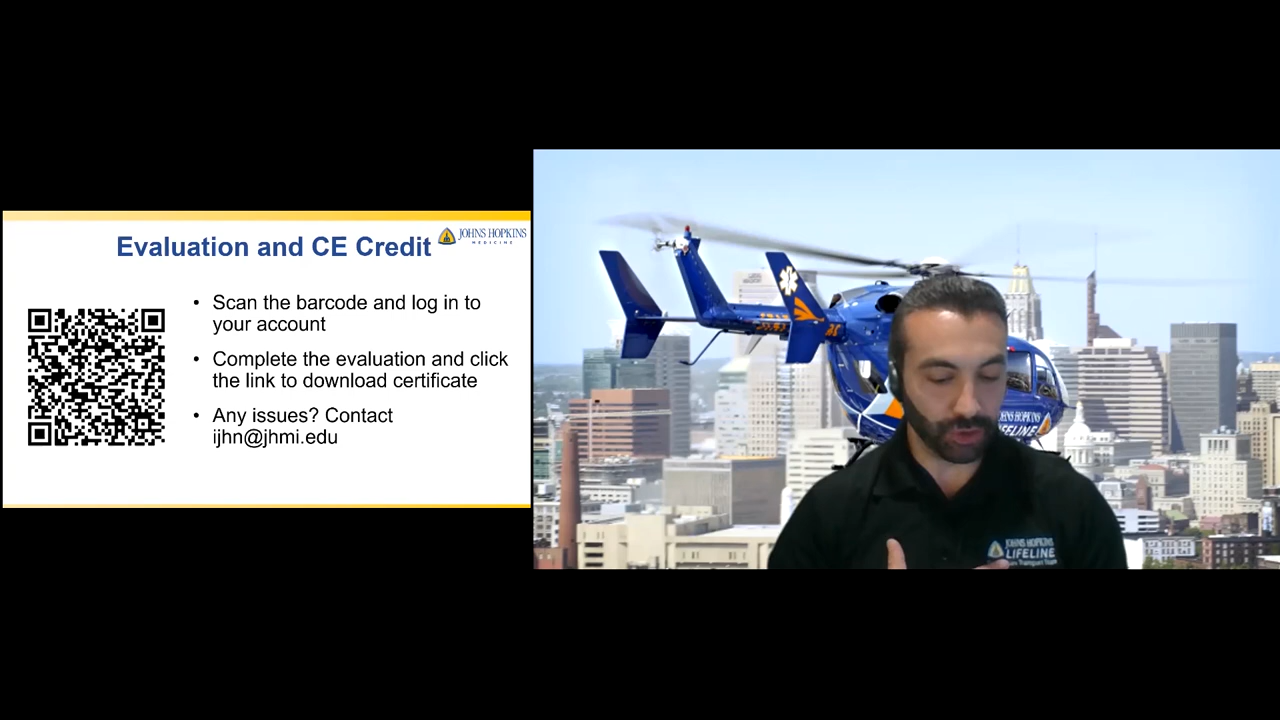 Evaluation and CE Credit
JOHNS HOPKINS
MEDICINE
• Scan the barcode and log in to
your account
• Complete the evaluation and click
the link to download certificate
• Any issues? Contact
ijhn@jhmi.edu
JOHNS HOPKINS
LIFELINE
JOHNS HOPKINS
LIFELINE
Transport Team